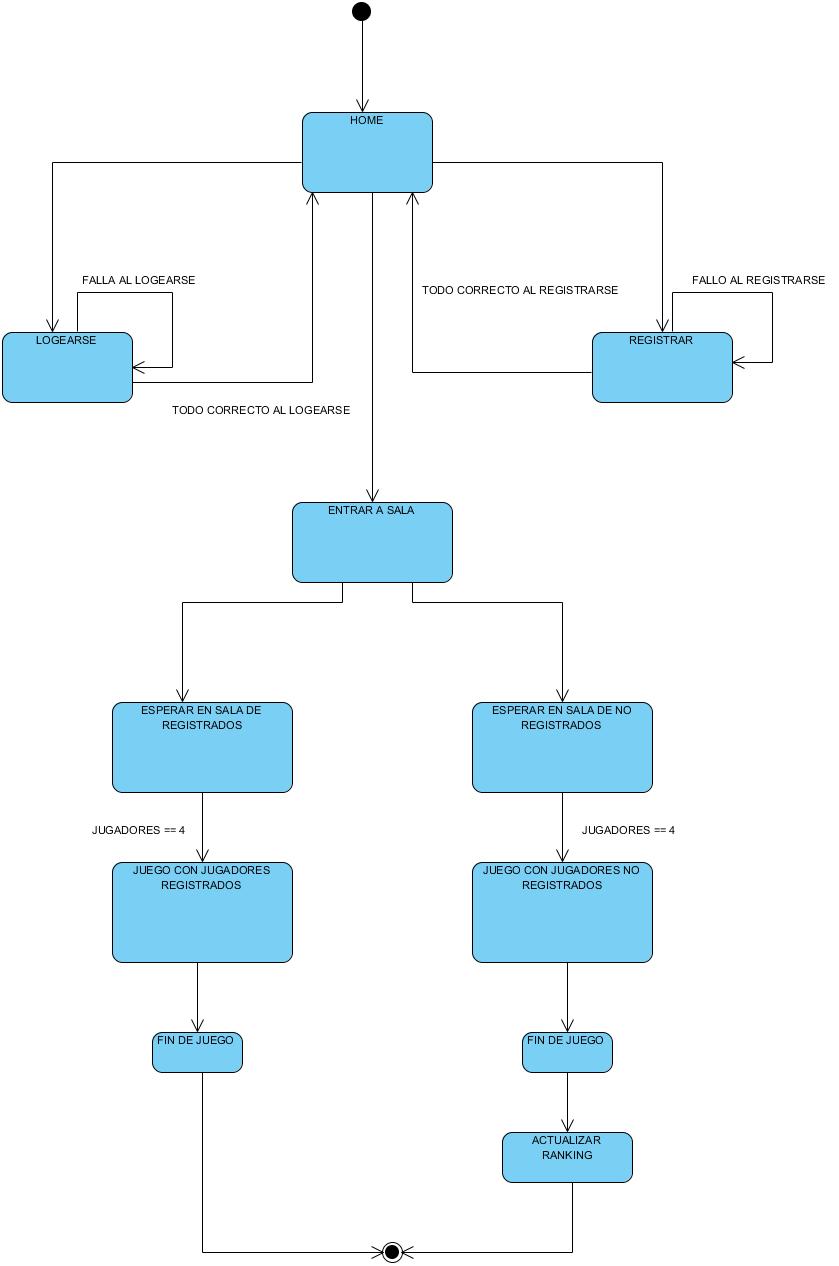 HOME
FALLA AL LOGEARSE
TODO CORRECTO AL REGISTRARSE
FALLO AL REGISTRARSE
LOGEARSE
REGISTRAR
TODO CORRECTO AL LOGEARSE
ENTRAR A SALA
ESPERAR EN SALA DE
REGISTRADOS
ESPERAR EN SALA DE NO
REGISTRADOS
JUGADORES == 4
JUGADORES == 4
JUEGO CON JUGADORES
REGISTRADOS
JUEGO CON JUGADORES NO
REGISTRADOS
FIN DE JUEGO
FIN DE JUEGO
ACTUALIZAR
RANKING